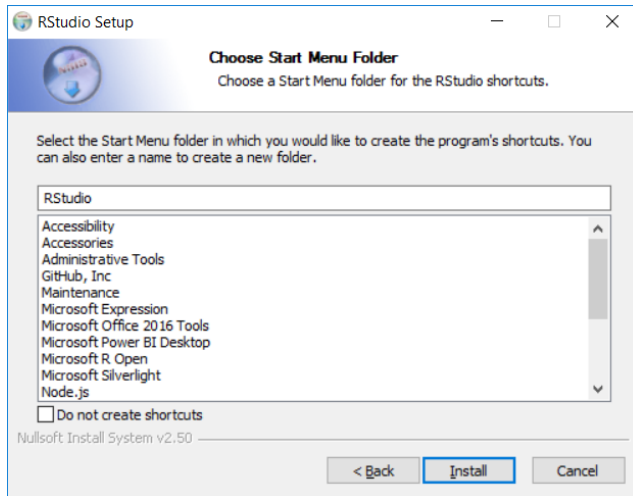 RStudio Setup
Choose Start Menu Folder
Choose a Start Menu folder for the RStudio shortcuts.
Select the Start Menu folder in which you would like to create the program's shortcuts. You
can also enter a name to create a new folder.
RStudio
Accessibility
Accessories
Administrative Tools
GitHub, Inc
Maintenance
Microsoft Expression
Microsoft Office 2016 Tools
Microsoft Power BI Desktop
Microsoft R Open
Microsoft Silverlight
Node.js
Do not create shortcuts
Nullsoft Install System v2.50
< Back
Install
Cancel